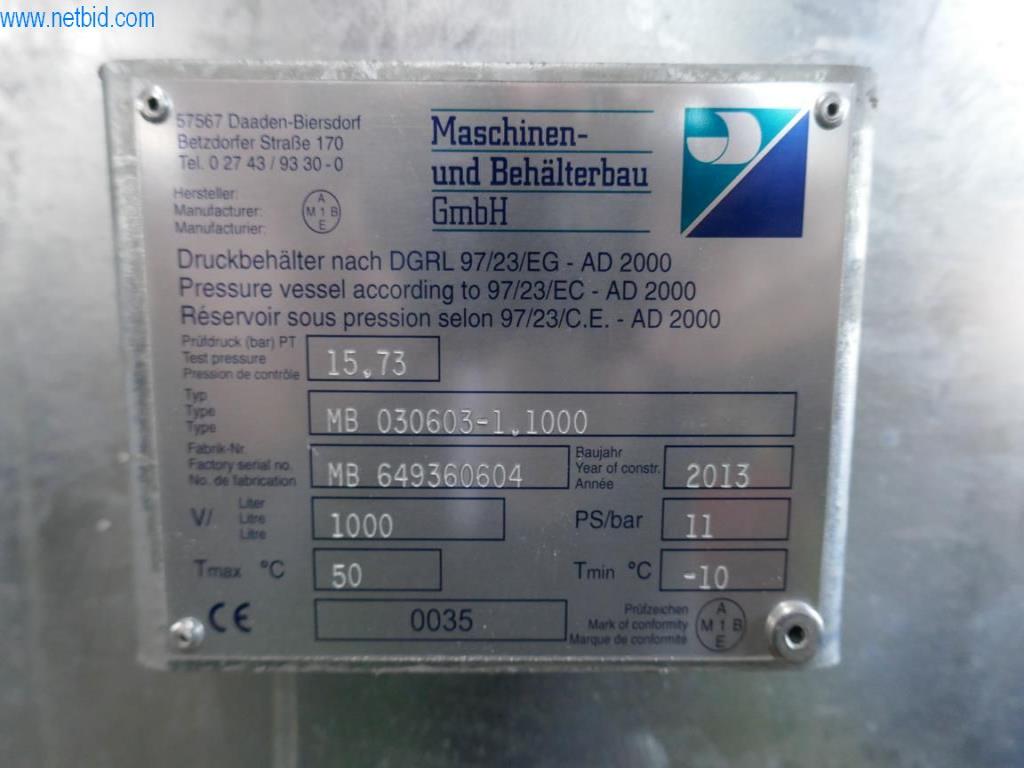 www.netbid.com
57567 Daaden-Biersdorf
Betzdorfer Straße 170
Tel. 0 27 43 / 93 30 - 0
Maschinen-
und Behälterbau
GmbH
Hersteller:
Manufacturer:
Manufacturier:
A
M 1 B
E
Druckbehälter nach DGRL 97/23/EG - AD 2000
Pressure vessel according to 97/23/EC - AD 2000
Réservoir sous pression selon 97/23/C.E. - AD 2000
Prüfdruck (bar) PT
Test pressure
Pression de contrôle
15,73
Typ
Type
Type
MB 030603-1.1000
Fabrik-Nr.
Factory serial no.
No. de fabrication
MB 649360604
Baujahr
Year of constr.
Année
2013
V/
Liter
Litre
Litre
1000
PS/bar
11
Tmax °C
50
Tmin °C
-10
CE
0035
Prüfzeichen
Mark of conformity
Marque de conformite
A
M 1 B
E